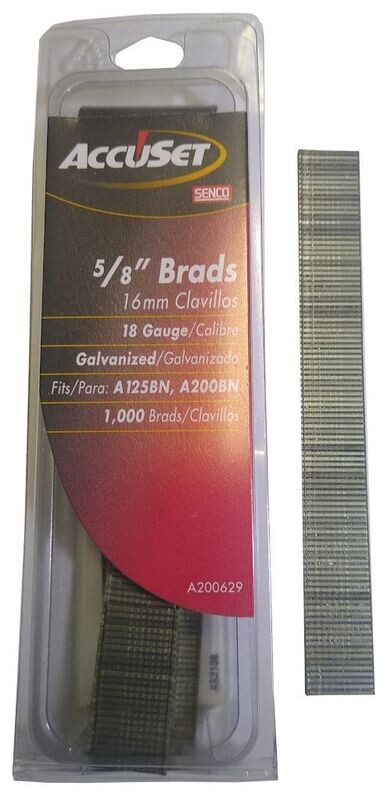 ACCUSET
SENCO
5/8" Brads
16mm Clavillos
18 Gauge/Calibre
Galvanized/Galvanizado
Fits/Para: A125BN, A200BN
1,000 Brads/Clavillos
A200629